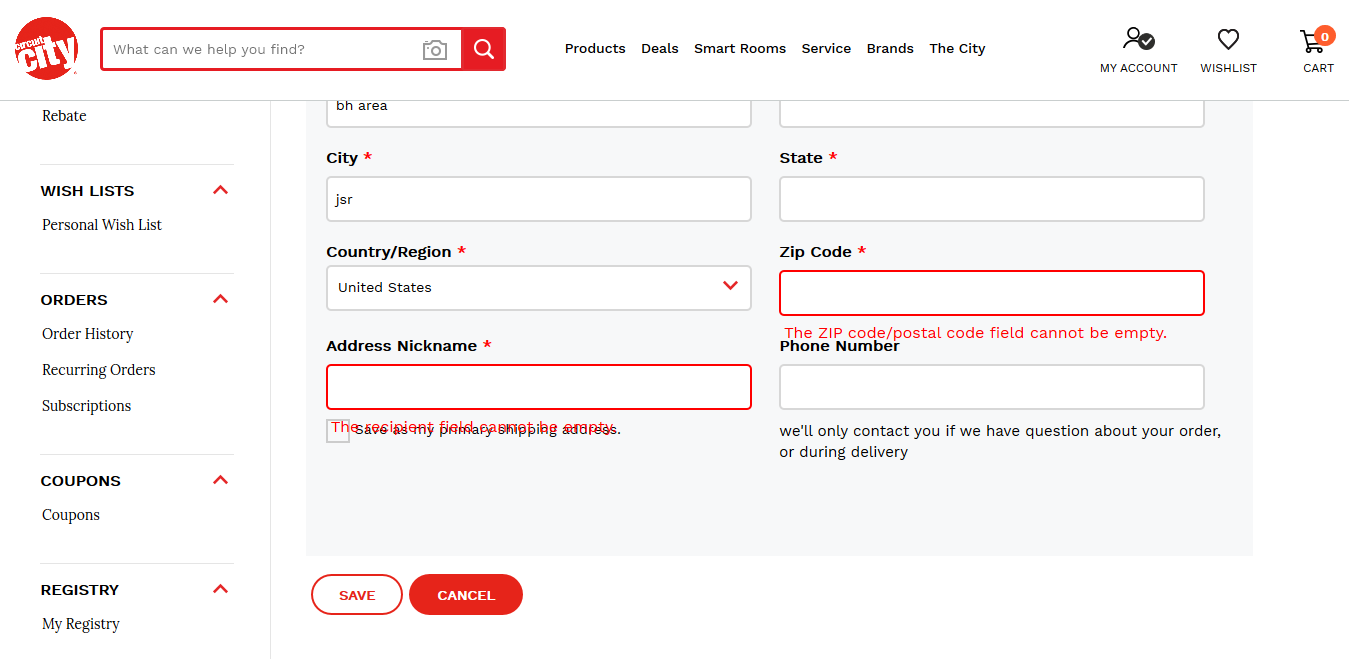 circuit
city
What can we help you find?
Products
Deals
Smart Rooms
Service
Brands
The City
MY ACCOUNT
WISHLIST
0
CART
Rebate
WISH LISTS
Personal Wish List
ORDERS
Order History
Recurring Orders
Subscriptions
COUPONS
Coupons
REGISTRY
My Registry
bh area
City *
jsr
State *
Country/Region *
United States
Zip Code *
The ZIP code/postal code field cannot be empty.
Address Nickname *
The recipient field cannot be empty.
Save as my primary shipping address.
Phone Number
we'll only contact you if we have question about your order,
or during delivery
SAVE
CANCEL